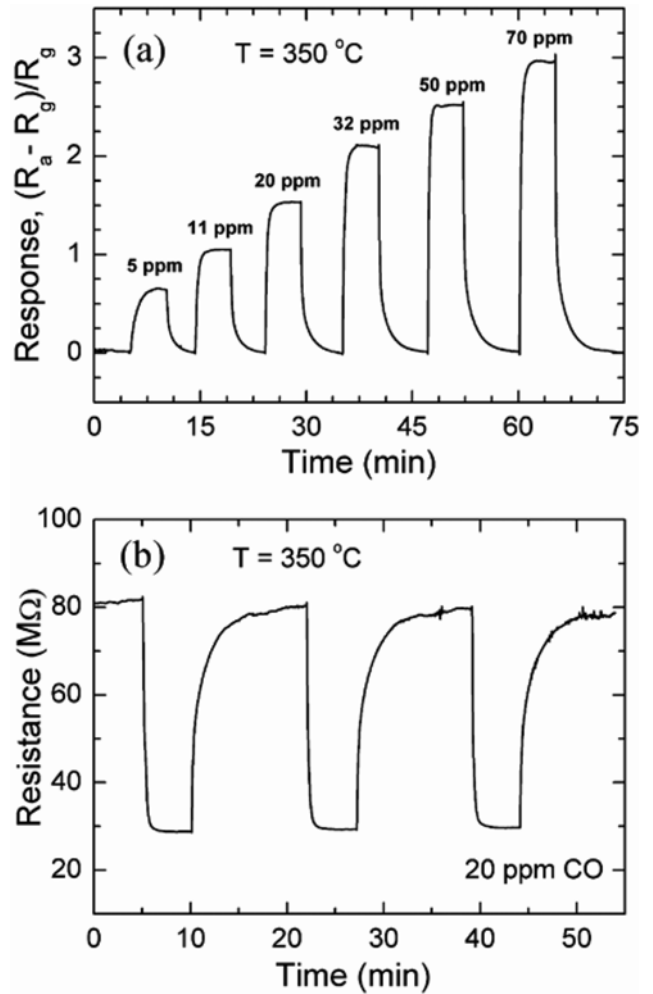 (a)
T = 350 °C
70 ppm
50 ppm
32 ppm
20 ppm
11 ppm
5 ppm
Response, (Rₐ - R_g)/R_g
3
2
1
0
0 15 30 45 60 75
Time (min)
(b)
T = 350 °C
Resistance (MΩ)
100
80
60
40
20
20 ppm CO
0 10 20 30 40 50
Time (min)